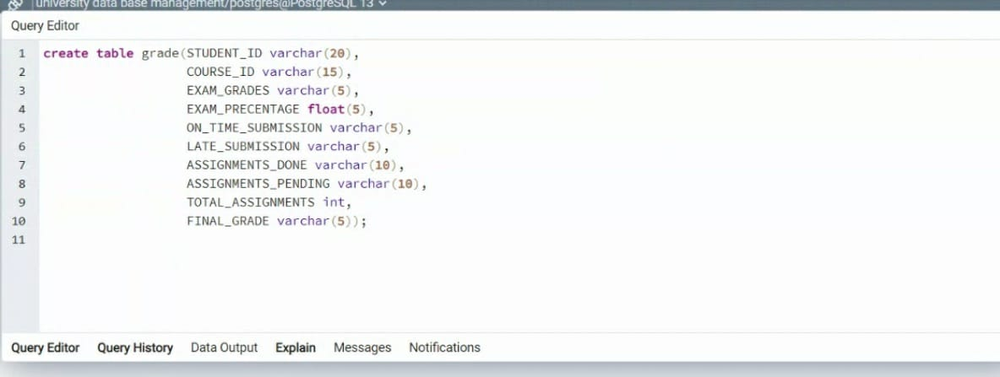 university data base management/postgres@PostgreSQL 13
Query Editor
1 create table grade(STUDENT_ID varchar(20),
2 COURSE_ID varchar(15),
3 EXAM_GRADES varchar(5),
4 EXAM_PRECENTAGE float(5),
5 ON_TIME_SUBMISSION varchar(5),
6 LATE_SUBMISSION varchar(5),
7 ASSIGNMENTS_DONE varchar(10),
8 ASSIGNMENTS_PENDING varchar(10),
9 TOTAL_ASSIGNMENTS int,
10 FINAL_GRADE varchar(5));
11
Query Editor Query History Data Output Explain Messages Notifications